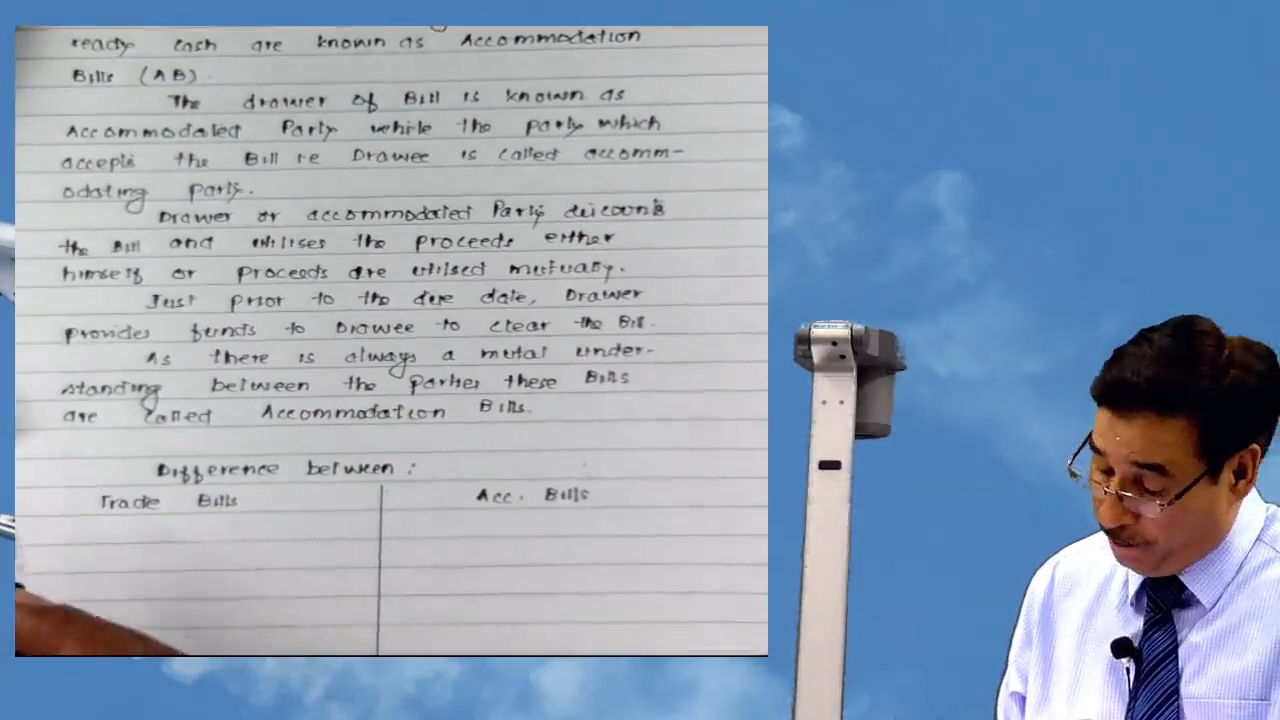 ready cash are known as Accommodation
Bills (AB).
The drawer of Bill is known as
Accommodated Party while the party which
accepts the Bill ie Drawee is called accomm-
odating party.
Drawer or accommodated Party discounts
the Bill and utilises the proceeds either
himself or proceeds are utilised mutually.
Just prior to the due date, Drawer
provides funds to Drawee to clear the Bill.
As there is always a mutal under-
standing between the parties these Bills
are called Accommodation Bills.
Difference between :
Trade Bills
Acc. Bills